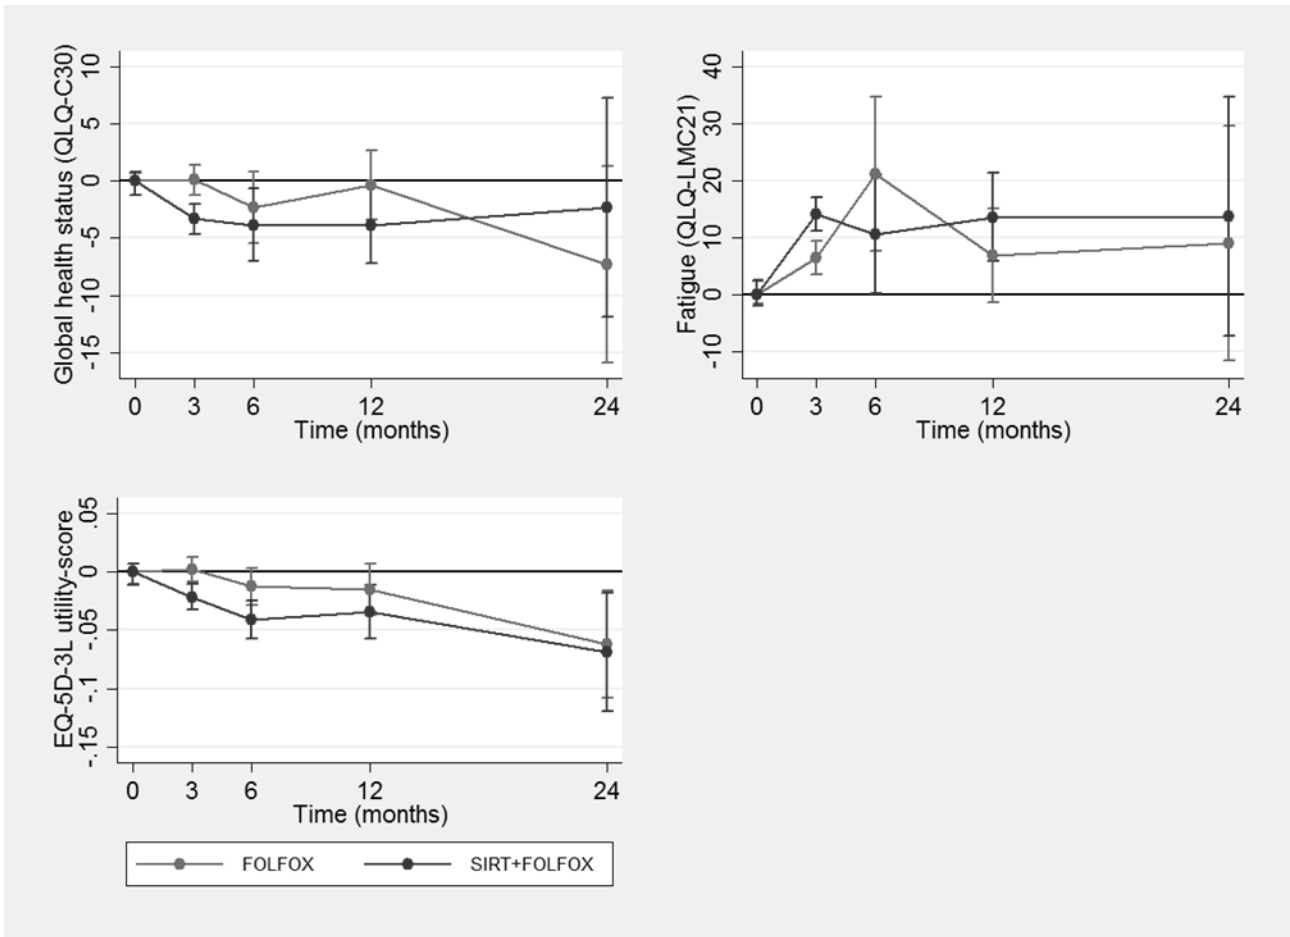 Global health status (QLQ-C30)
10
5
0
-5
-10
-15
0 3 6 12 24
Time (months)
Fatigue (QLQ-LMC21)
40
30
20
10
0
-10
0 3 6 12 24
Time (months)
EQ-5D-3L utility-score
.05
0
-.05
-.1
-.15
0 3 6 12 24
Time (months)
FOLFOX SIRT+FOLFOX